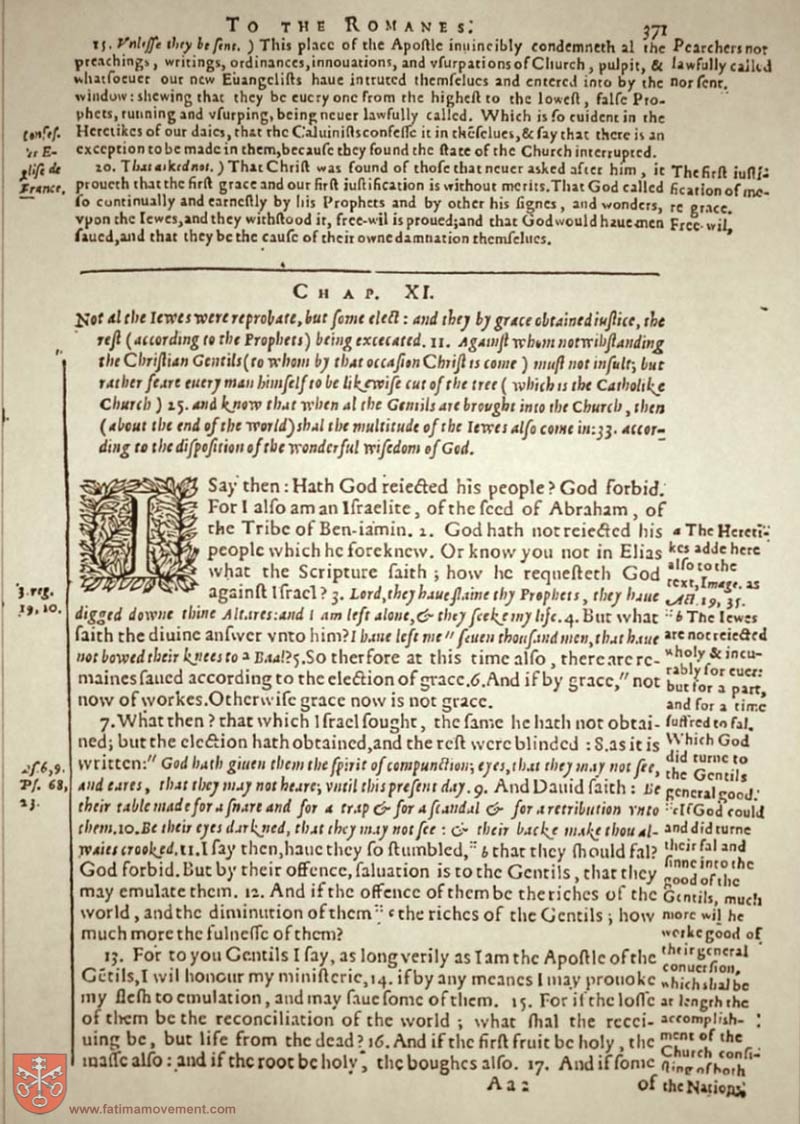 TO THE ROMANES.
371
15. Vnleſſe they be ſent. ) This place of the Apoſtle inuincibly condemneth al the
preachings, writings, ordinances, innouations, and vſurpations of Church, pulpit, &
whatſoeuer our new Euangeliſts haue intruted themſelues and entered into by the
window: ſhewing that they be euery one from the higheſt to the loweſt, falſe Pro-
phets, running and vſurping, being neuer lawfully called. Which is ſo euident in the
Heretikes of our daies, that the Caluiniſts confeſſe it in thēſelues, & ſay that there is an
exception to be made in them, becauſe they found the ſtate of the Church interrupted.
20. That asked not. ) That Chriſt was found of thoſe that neuer asked after him, it
proueth that the firſt grace and our firſt iuſtification is without merits. That God called
ſo continually and earneſtly by his Prophets and by other his ſignes, and wonders,
vpon the Iewes, and they withſtood it, free-wil is proued; and that God would haue men
ſaued, and that they be the cauſe of their owne damnation themſelues.
Pearchers not
lawfully called
nor ſent.
Confeſ.
de E-
gliſe de
France.
The firſt iuſti-
fication of me-
re grace.
Free-wil,
CHAP. XI.
Not al the Iewes were reprobate, but ſome elect: and they by grace obtained iuſtice, the
reſt (according to the Prophets) being excecated. 11. Againſt whom notwihſtanding
the Chriſtian Gentils (to whom by that occaſion Chriſt is come) muſt not inſult; but
rather feare euery man himſelf to be likewiſe cut of the tree (which is the Catholike
Church) 25. and know that when al the Gentils are brought into the Church, then
(about the end of the world) ſhal the multitude of the Iewes alſo come in: 33. accor-
ding to the diſpoſition of the wonderful wiſedom of God.
I Say then: Hath God reiected his people? God forbid.
For I alſo am an Iſraelite, of the ſeed of Abraham, of
the Tribe of Ben-iamin. 2. God hath not reiected his
people which he foreknew. Or know you not in Elias
what the Scripture ſaith; how he requeſteth God
againſt Iſrael? 3. Lord, they haue ſlaine thy Prophets, they haue
digged downe thine Altares: and I am left alone, & they ſeeke my life. 4. But what
ſaith the diuine anſwer vnto him? I haue left me " ſeuen thouſand men, that haue
not bowed their knees to a Baal? 5. So therfore at this time alſo, there are re-
maines ſaued according to the election of grace. 6. And if by grace, " not
now of workes. Otherwiſe grace now is not grace.
7. What then? that which Iſrael ſought, the ſame he hath not obtai-
ned; but the election hath obtained, and the reſt were blinded: 8. as it is
written: " God hath giuen them the ſpirit of compunction; eyes, that they may not ſee,
and eares, that they may not heare; vntil this preſent day. 9. And Dauid ſaith: Be
their table made for a ſnare and for a trap & for a ſcandal & for a retribution vnto
them. 10. Be their eyes darkned, that they may not ſee: & their backe make thou al-
waies crooked. 11. I ſay then, haue they ſo ſtumbled, " b that they ſhould fal?
God forbid. But by their offence, ſaluation is to the Gentils, that they
may emulate them. 12. And if the offence of them be the riches of the
world, and the diminution of them " c the riches of the Gentils; how
much more the fulneſſe of them?
13. For to you Gentils I ſay, as long verily as I am the Apoſtle of the
Gētils, I wil honour my miniſterie, 14. if by any meanes I may prouoke
my fleſh to emulation, and may ſaue ſome of them. 15. For if the loſſe
of them be the reconciliation of the world; what ſhal the recei-
uing be, but life from the dead? 16. And if the firſt fruit be holy, the
maſſe alſo: and if the root be holy, the boughes alſo. 17. And if ſome
3. reg.
19, 10.
Eſ. 6, 9.
Pſ. 68,
23.
a The Hereti-
kes adde here
alſo to the
text, Image. as
Act. 19, 35.
" b The Iewes
are not reiected
wholy & incu-
rably for euer:
but for a part,
and for a time
ſuffred to fal.
Which God
did turne to
the Gentils
general good.
" c If God could
and did turne
their fal and
ſinne into the
good of the
Gentils, much
more wil he
werke good of
their general
conuerſion,
which ſhal be
at length the
accompliſh-
ment of the
Church conſi-
ſting of both
the Nations.
Aa 2
of
www.fatimamovement.com